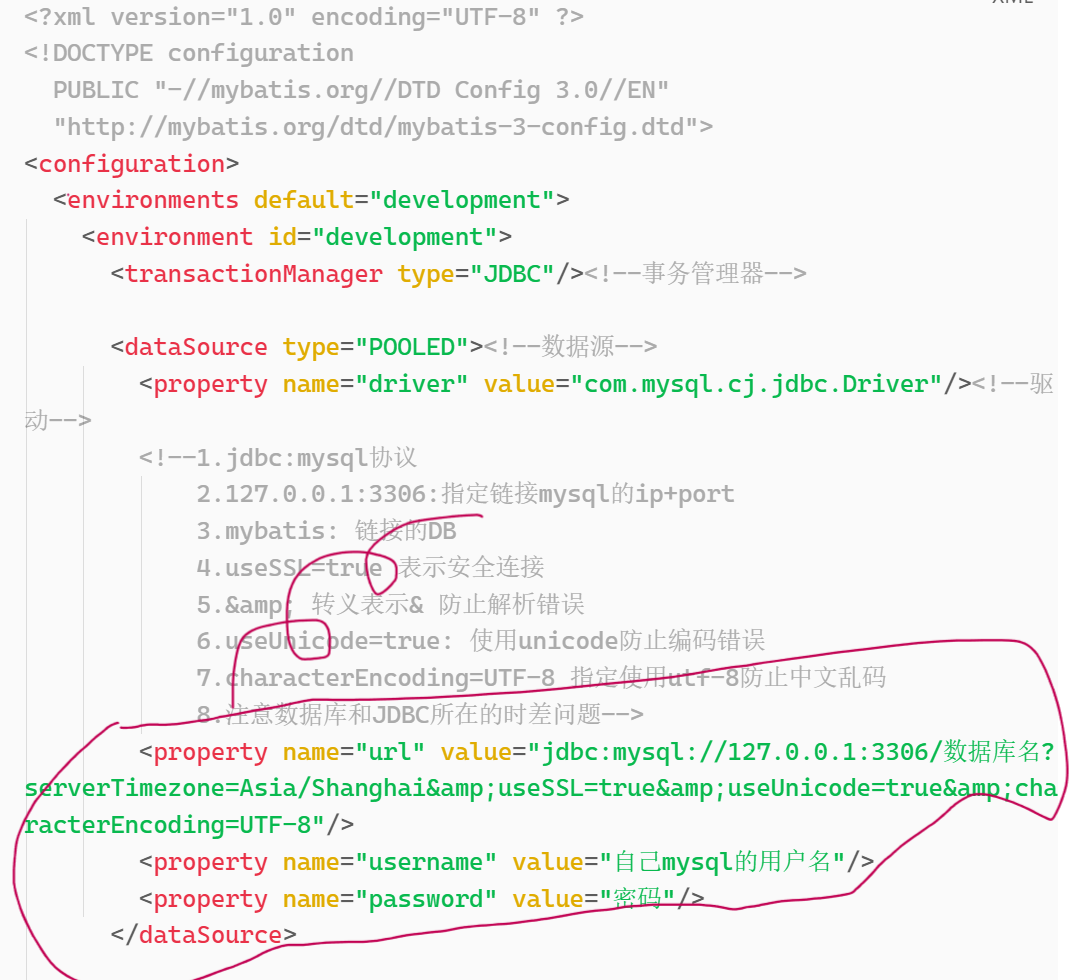 <?xml version="1.0" encoding="UTF-8" ?>
<!DOCTYPE configuration
PUBLIC "-//mybatis.org//DTD Config 3.0//EN"
"http://mybatis.org/dtd/mybatis-3-config.dtd">
<configuration>
<environments default="development">
<environment id="development">
<transactionManager type="JDBC"/><!--事务管理器-->
<dataSource type="POOLED"><!--数据源-->
<property name="driver" value="com.mysql.cj.jdbc.Driver"/><!--驱
动-->
<!--1.jdbc:mysql协议
2.127.0.0.1:3306:指定链接mysql的ip+port
3.mybatis: 链接的DB
4.useSSL=true 表示安全连接
5.&amp; 转义表示& 防止解析错误
6.useUnicode=true: 使用unicode防止编码错误
7.characterEncoding=UTF-8 指定使用utf-8防止中文乱码
8.注意数据库和JDBC所在的时差问题-->
<property name="url" value="jdbc:mysql://127.0.0.1:3306/数据库名?
serverTimezone=Asia/Shanghai&amp;useSSL=true&amp;useUnicode=true&amp;cha
racterEncoding=UTF-8"/>
<property name="username" value="自己mysql的用户名"/>
<property name="password" value="密码"/>
</dataSource>